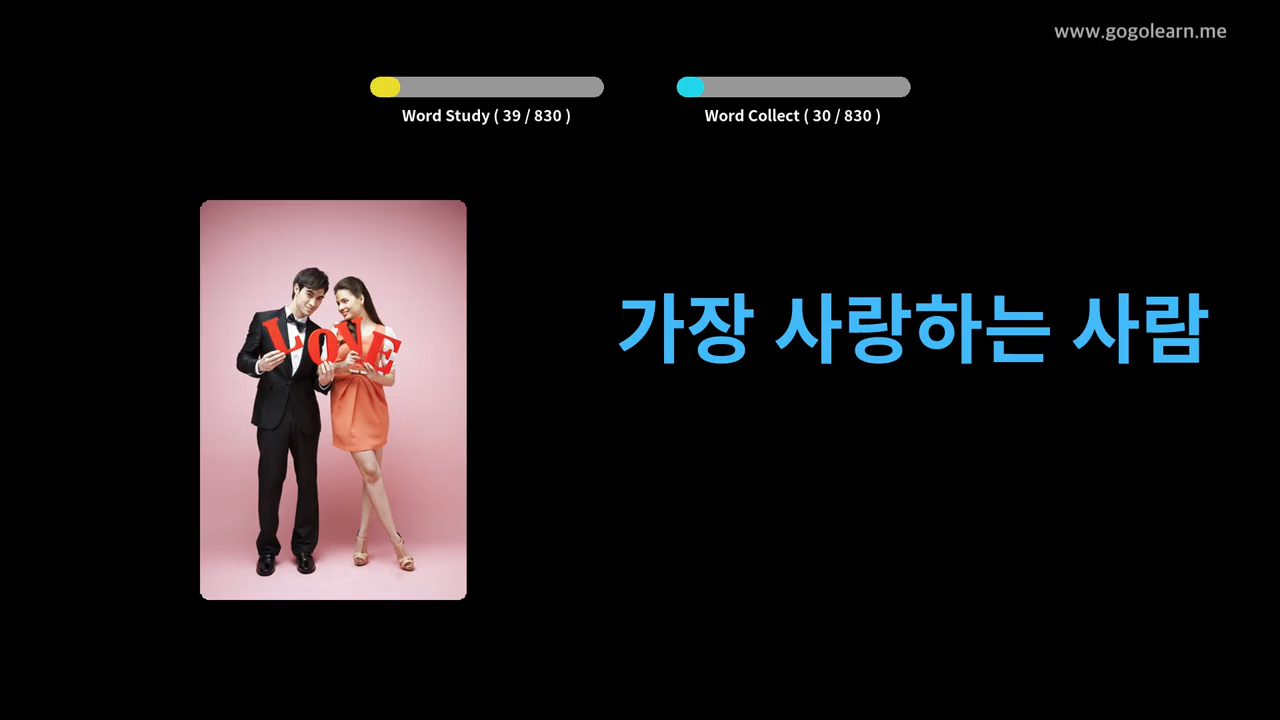 www.gogolearn.me
Word Study ( 39 / 830 )
Word Collect ( 30 / 830 )
LOVE
가장 사랑하는 사람